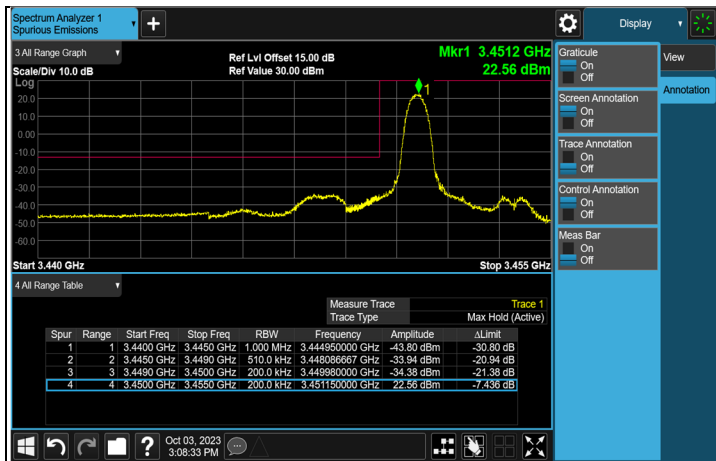 Spectrum Analyzer 1
Spurious Emissions
Display
3 All Range Graph
Ref Lvl Offset 15.00 dB
Mkr1 3.4512 GHz
Scale/Div 10.0 dB
Ref Value 30.00 dBm
22.56 dBm
Log
1
20.0
10.0
0.00
-10.0
-20.0
-30.0
-40.0
-50.0
-60.0
Start 3.440 GHz
Stop 3.455 GHz
4 All Range Table
Measure Trace Trace 1
Trace Type Max Hold (Active)
Spur Range Start Freq Stop Freq RBW Frequency Amplitude ΔLimit
1 1 3.4400 GHz 3.4450 GHz 1.000 MHz 3.444950000 GHz -43.80 dBm -30.80 dB
2 2 3.4450 GHz 3.4490 GHz 510.0 kHz 3.448086667 GHz -33.94 dBm -20.94 dB
3 3 3.4490 GHz 3.4500 GHz 200.0 kHz 3.449980000 GHz -34.38 dBm -21.38 dB
4 4 3.4500 GHz 3.4550 GHz 200.0 kHz 3.451150000 GHz 22.56 dBm -7.436 dB
Oct 03, 2023
3:08:33 PM
Graticule
On
Off
Screen Annotation
On
Off
Trace Annotation
On
Off
Control Annotation
On
Off
Meas Bar
On
Off
View
Annotation